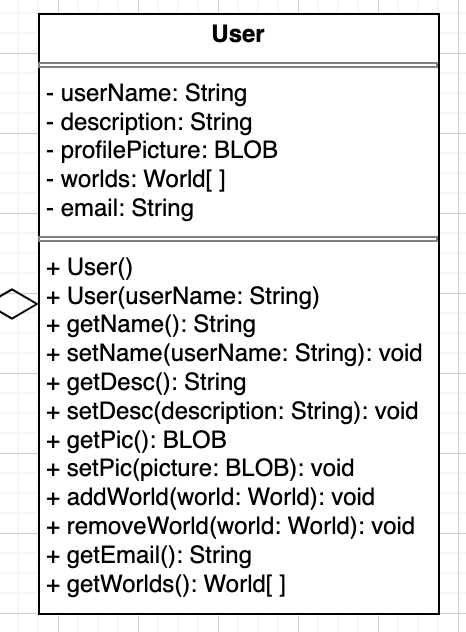 User
- userName: String
- description: String
- profilePicture: BLOB
- worlds: World[ ]
- email: String
+ User()
+ User(userName: String)
+ getName(): String
+ setName(userName: String): void
+ getDesc(): String
+ setDesc(description: String): void
+ getPic(): BLOB
+ setPic(picture: BLOB): void
+ addWorld(world: World): void
+ removeWorld(world: World): void
+ getEmail(): String
+ getWorlds(): World[ ]